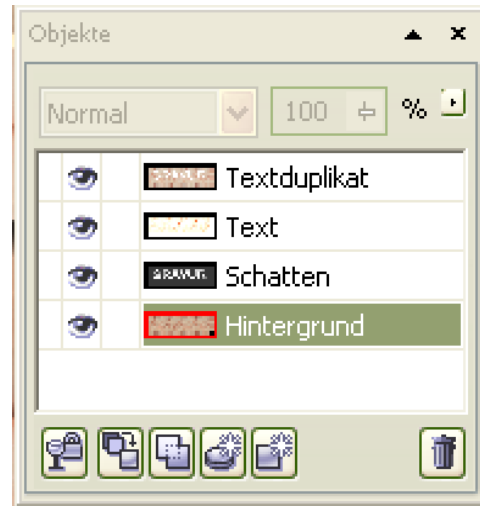 Objekte
Normal 100 %
Textduplikat
Text
Schatten
Hintergrund